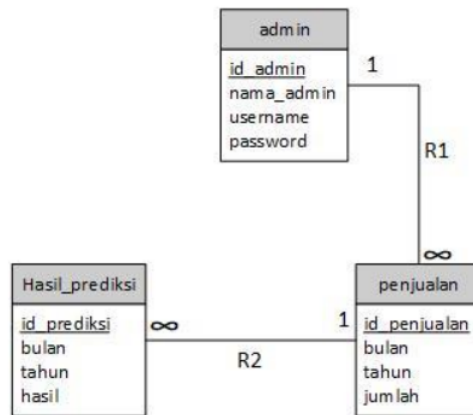 admin
id_admin
nama_admin
username
password
1
R1
∞
Hasil_prediksi
id_prediksi
bulan
tahun
hasil
∞
R2
1
penjualan
id_penjualan
bulan
tahun
jumlah